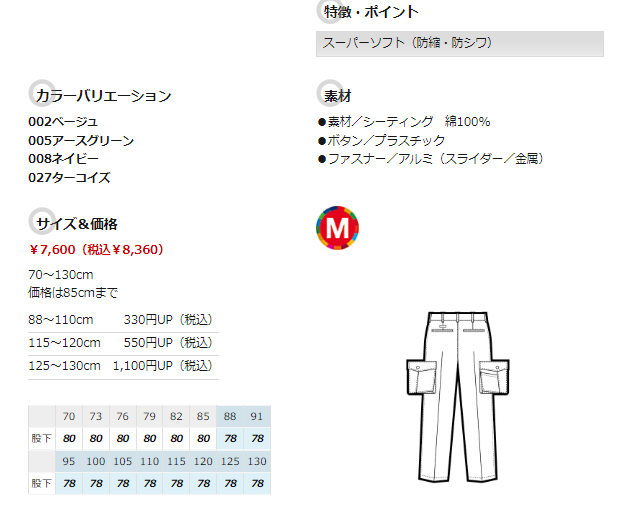 特徴・ポイント
スーパーソフト（防縮・防シワ）
カラーバリエーション
002ベージュ
005アースグリーン
008ネイビー
027ターコイズ
素材
●素材／シーティング　綿100％
●ボタン／プラスチック
●ファスナー／アルミ（スライダー／金属）
サイズ＆価格
￥7,600（税込￥8,360）
70～130cm
価格は85cmまで
88～110cm 330円UP（税込）
115～120cm 550円UP（税込）
125～130cm 1,100円UP（税込）
M
70 73 76 79 82 85 88 91
股下 80 80 80 80 80 80 78 78
95 100 105 110 115 120 125 130
股下 78 78 78 78 78 78 78 78